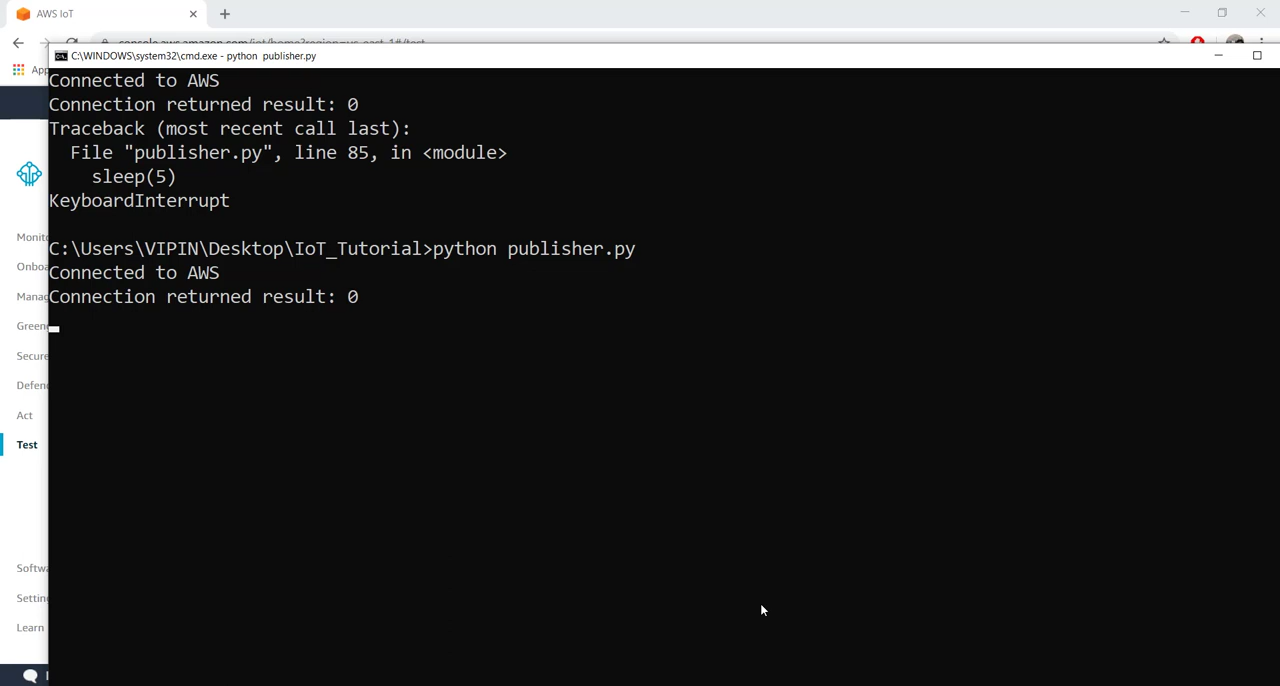 AWS IoT
C:\WINDOWS\system32\cmd.exe - python  publisher.py
Connected to AWS
Connection returned result: 0
Traceback (most recent call last):
  File "publisher.py", line 85, in <module>
    sleep(5)
KeyboardInterrupt
C:\Users\VIPIN\Desktop\IoT_Tutorial>python publisher.py
Connected to AWS
Connection returned result: 0
Act
Test
Learn